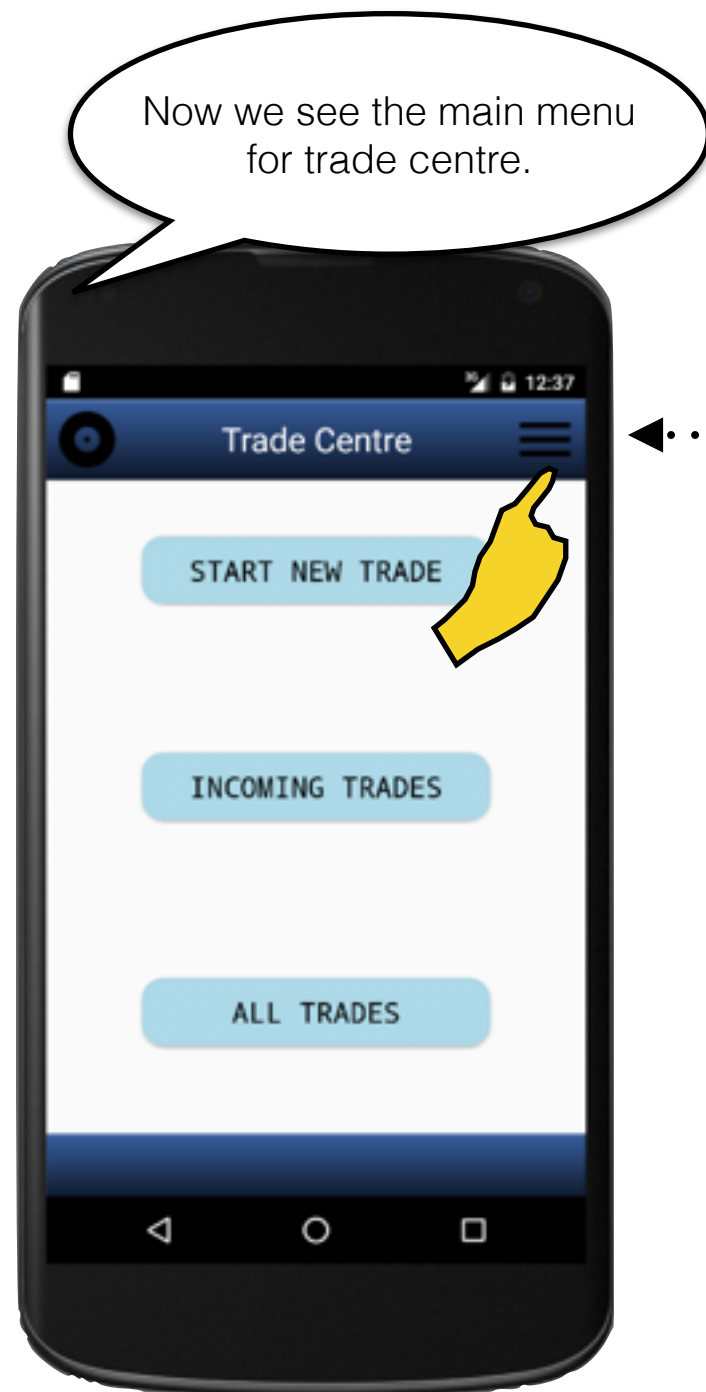 Now we see the main menu
for trade centre.
3G 12:37
Trade Centre
START NEW TRADE
INCOMING TRADES
ALL TRADES